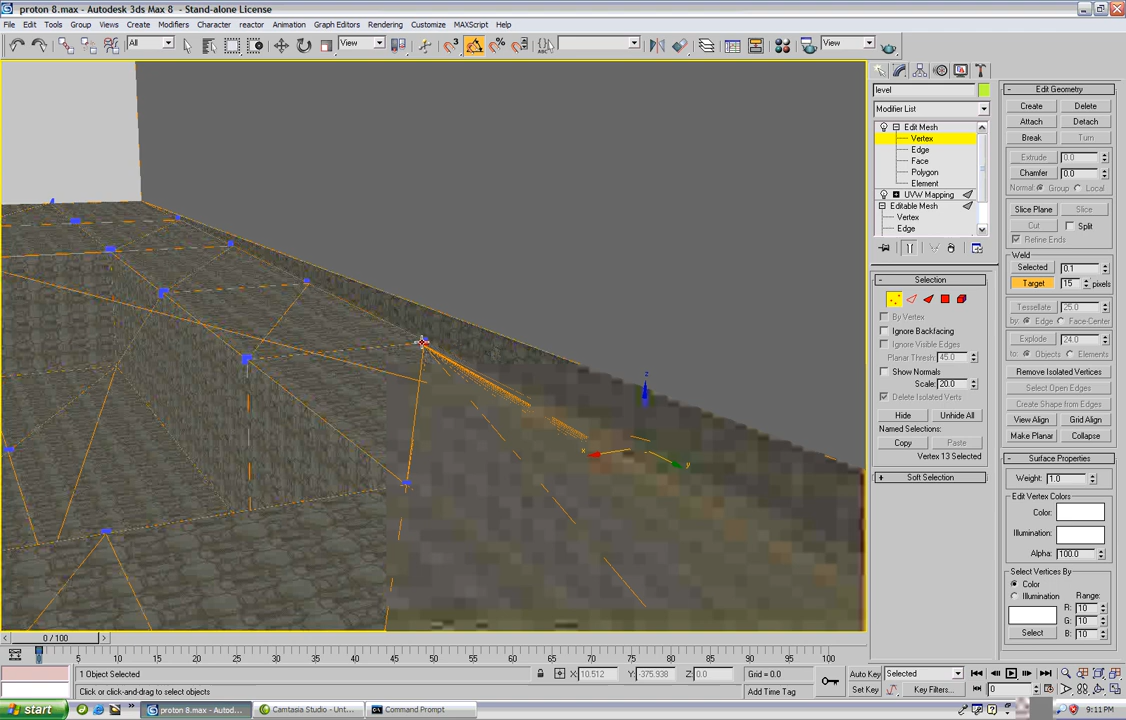 proton 8.max - Autodesk 3ds Max 8 - Stand-alone License
File Edit Tools Group Views Create Modifiers Character reactor Animation Graph Editors Rendering Customize MAXScript Help
All View View
level
Modifier List
Edit Mesh
Vertex
Edge
Face
Polygon
Element
UVW Mapping
Editable Mesh
Vertex
Edge
Selection
By Vertex
Ignore Backfacing
Ignore Visible Edges
Planar Thresh: 45.0
Show Normals
Scale: 20.0
Delete Isolated Verts
Hide Unhide All
Named Selections:
Copy Paste
Vertex 13 Selected
Soft Selection
Edit Geometry
Create Delete
Attach Detach
Break Turn
Extrude 0.0
Chamfer 0.0
Normal: Group Local
Slice Plane Slice
Cut Split
Refine Ends
Weld
Selected 0.1
Target 15 pixels
Tessellate 25.0
by: Edge Face-Center
Explode 24.0
to: Objects Elements
Remove Isolated Vertices
Select Open Edges
Create Shape from Edges
View Align Grid Align
Make Planar Collapse
Surface Properties
Weight: 1.0
Edit Vertex Colors
Color:
Illumination:
Alpha: 100.0
Select Vertices By
Color Range:
Illumination R: 10
G: 10
Select B: 10
z
x
y
0 / 100
5 10 15 20 25 30 35 40 45 50 55 60 65 70 75 80 85 90 95 100
1 Object Selected X: 10.512 Y: -375.938 Z: 0.0 Grid = 0.0 Auto Key Selected
Click or click-and-drag to select objects Add Time Tag Set Key Key Filters... 0
start proton 8.max - Autod... Camtasia Studio - Unt... Command Prompt 9:11 PM